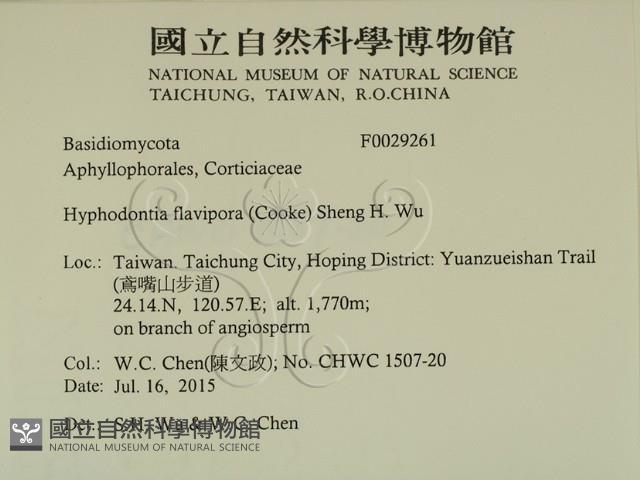 國立自然科學博物館
NATIONAL MUSEUM OF NATURAL SCIENCE
TAICHUNG, TAIWAN, R.O.CHINA
Basidiomycota F0029261
Aphyllophorales, Corticiaceae
Hyphodontia flavipora (Cooke) Sheng H. Wu
Loc.: Taiwan. Taichung City, Hoping District: Yuanzueishan Trail
(鳶嘴山步道)
24.14.N, 120.57.E; alt. 1,770m;
on branch of angiosperm
Col.: W.C. Chen(陳文政); No. CHWC 1507-20
Date: Jul. 16, 2015
Det.: S.H. Wu & W.C. Chen
國立自然科學博物館
NATIONAL MUSEUM OF NATURAL SCIENCE